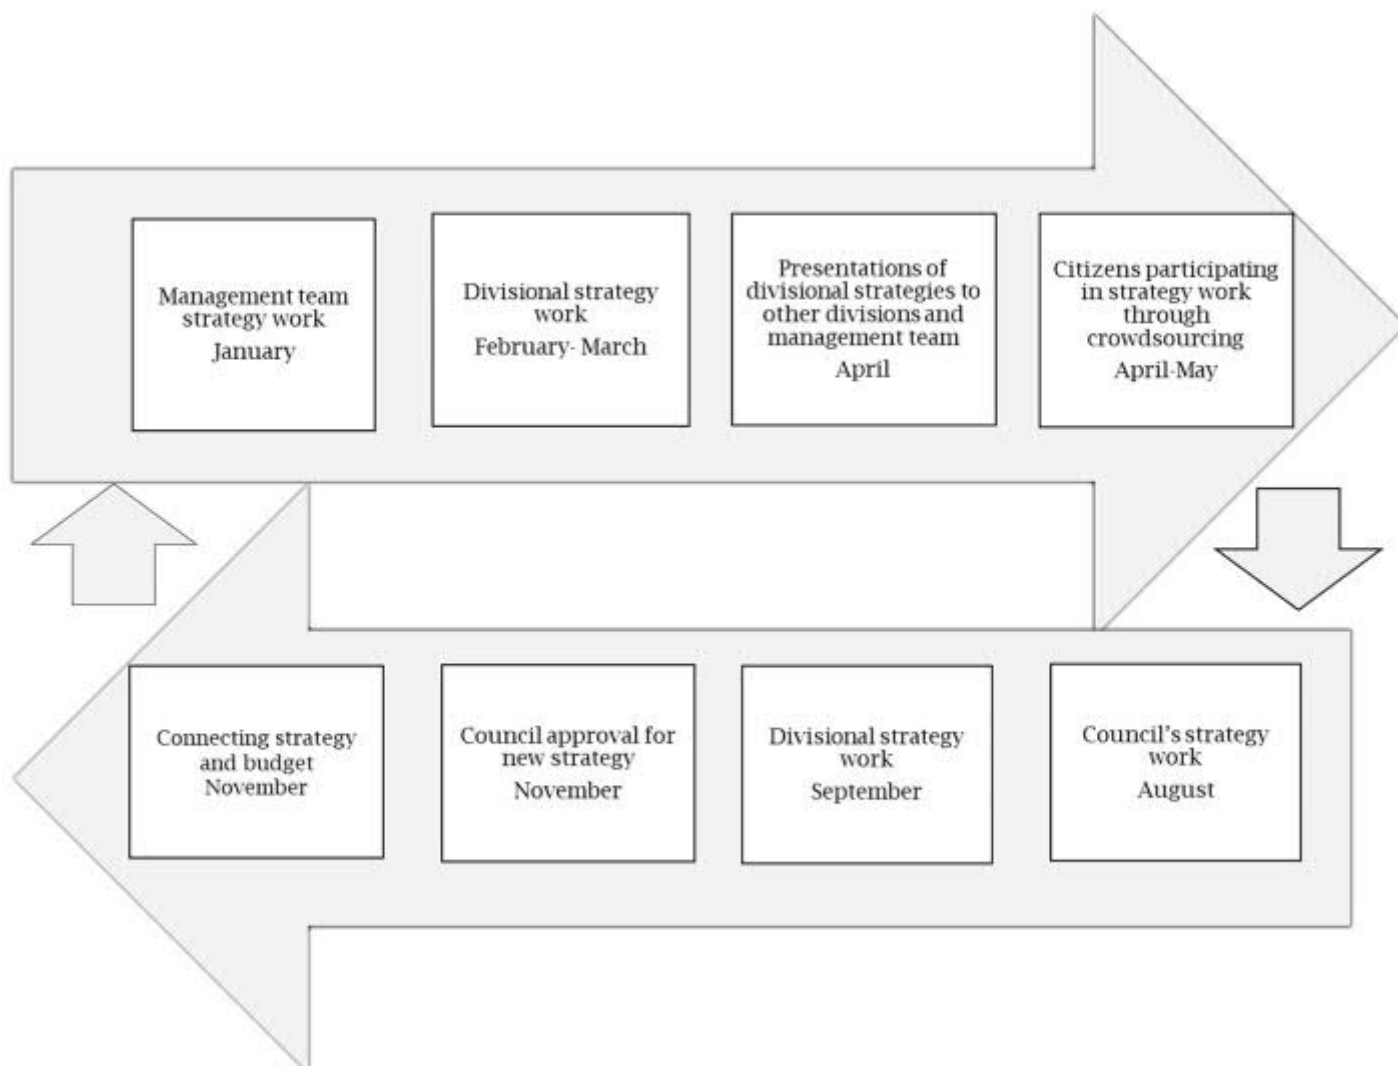 Management team
strategy work
January
Divisional strategy
work
February- March
Presentations of
divisional strategies to
other divisions and
management team
April
Citizens participating
in strategy work
through
crowdsourcing
April-May
Council's strategy
work
August
Divisional strategy
work
September
Council approval for
new strategy
November
Connecting strategy
and budget
November